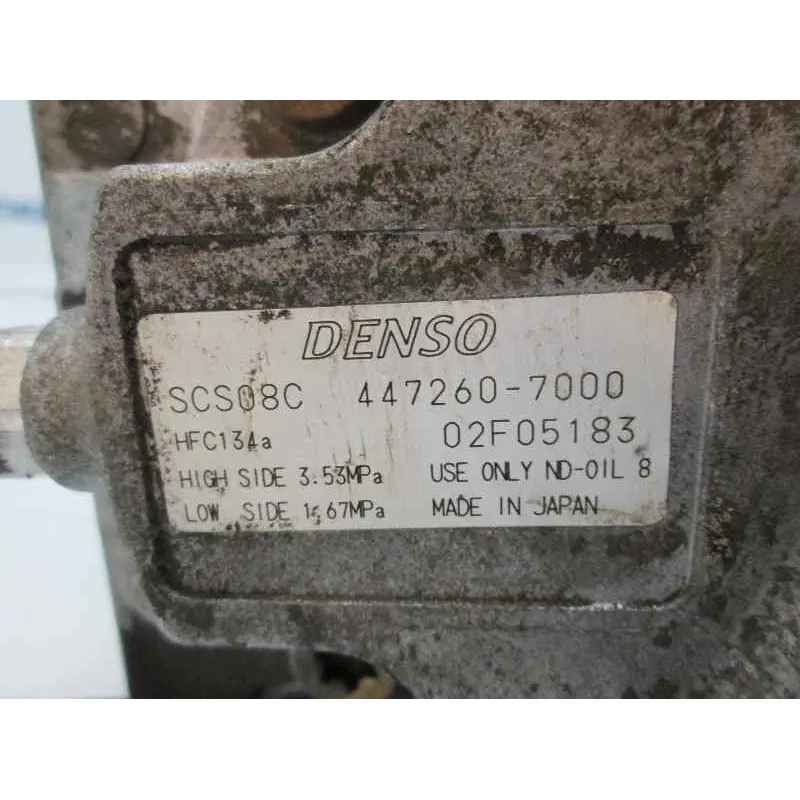 DENSO
SCS08C 447260-7000
HFC134a 02F05183
HIGH SIDE 3.53MPa USE ONLY ND-OIL 8
LOW SIDE 1.67MPa MADE IN JAPAN